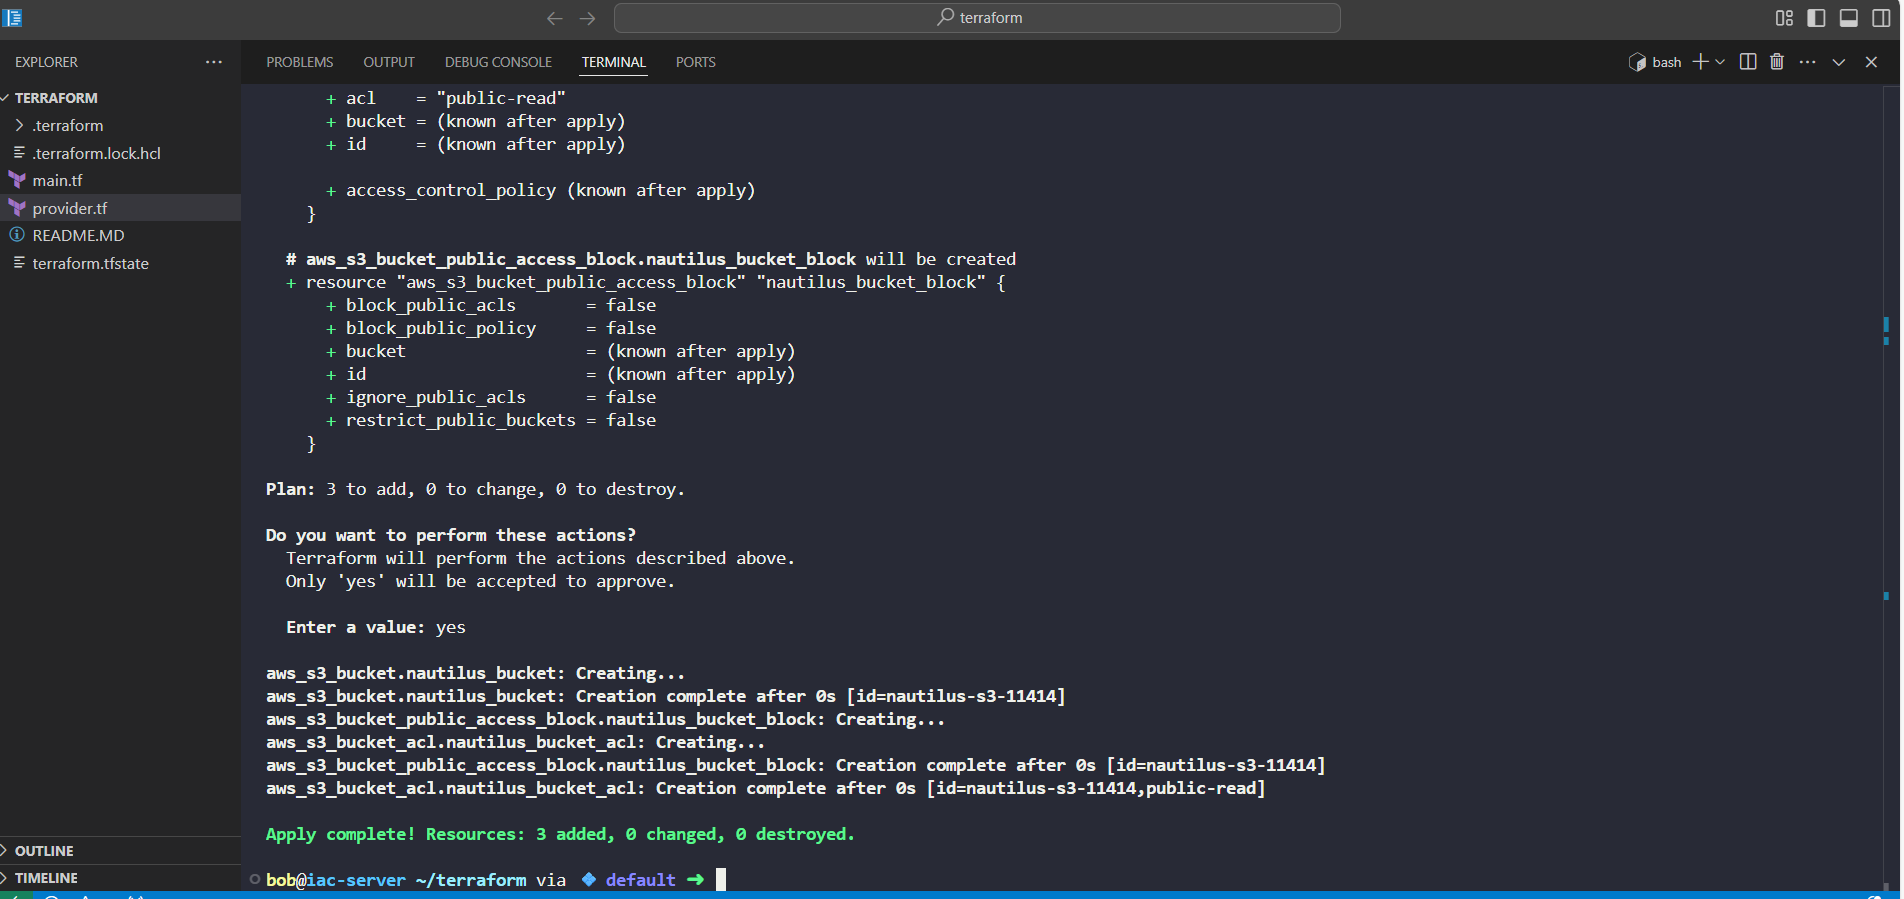 terraform
EXPLORER
PROBLEMS OUTPUT DEBUG CONSOLE TERMINAL PORTS
bash
TERRAFORM
.terraform
.terraform.lock.hcl
main.tf
provider.tf
README.MD
terraform.tfstate
OUTLINE
TIMELINE
+ acl    = "public-read"
+ bucket = (known after apply)
+ id     = (known after apply)
+ access_control_policy (known after apply)
}
# aws_s3_bucket_public_access_block.nautilus_bucket_block will be created
+ resource "aws_s3_bucket_public_access_block" "nautilus_bucket_block" {
+ block_public_acls       = false
+ block_public_policy     = false
+ bucket                  = (known after apply)
+ id                      = (known after apply)
+ ignore_public_acls      = false
+ restrict_public_buckets = false
}
Plan: 3 to add, 0 to change, 0 to destroy.
Do you want to perform these actions?
Terraform will perform the actions described above.
Only 'yes' will be accepted to approve.
Enter a value: yes
aws_s3_bucket.nautilus_bucket: Creating...
aws_s3_bucket.nautilus_bucket: Creation complete after 0s [id=nautilus-s3-11414]
aws_s3_bucket_public_access_block.nautilus_bucket_block: Creating...
aws_s3_bucket_acl.nautilus_bucket_acl: Creating...
aws_s3_bucket_public_access_block.nautilus_bucket_block: Creation complete after 0s [id=nautilus-s3-11414]
aws_s3_bucket_acl.nautilus_bucket_acl: Creation complete after 0s [id=nautilus-s3-11414,public-read]
Apply complete! Resources: 3 added, 0 changed, 0 destroyed.
bob@iac-server ~/terraform via ◆ default ➜